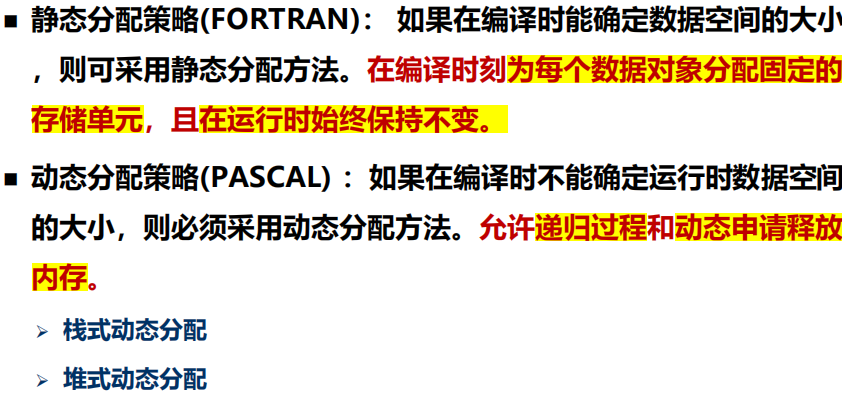 ▪ 静态分配策略(FORTRAN)： 如果在编译时能确定数据空间的大小
，则可采用静态分配方法。在编译时刻为每个数据对象分配固定的
存储单元，且在运行时始终保持不变。
▪ 动态分配策略(PASCAL) ：如果在编译时不能确定运行时数据空间
的大小，则必须采用动态分配方法。允许递归过程和动态申请释放
内存。
➢ 栈式动态分配
➢ 堆式动态分配